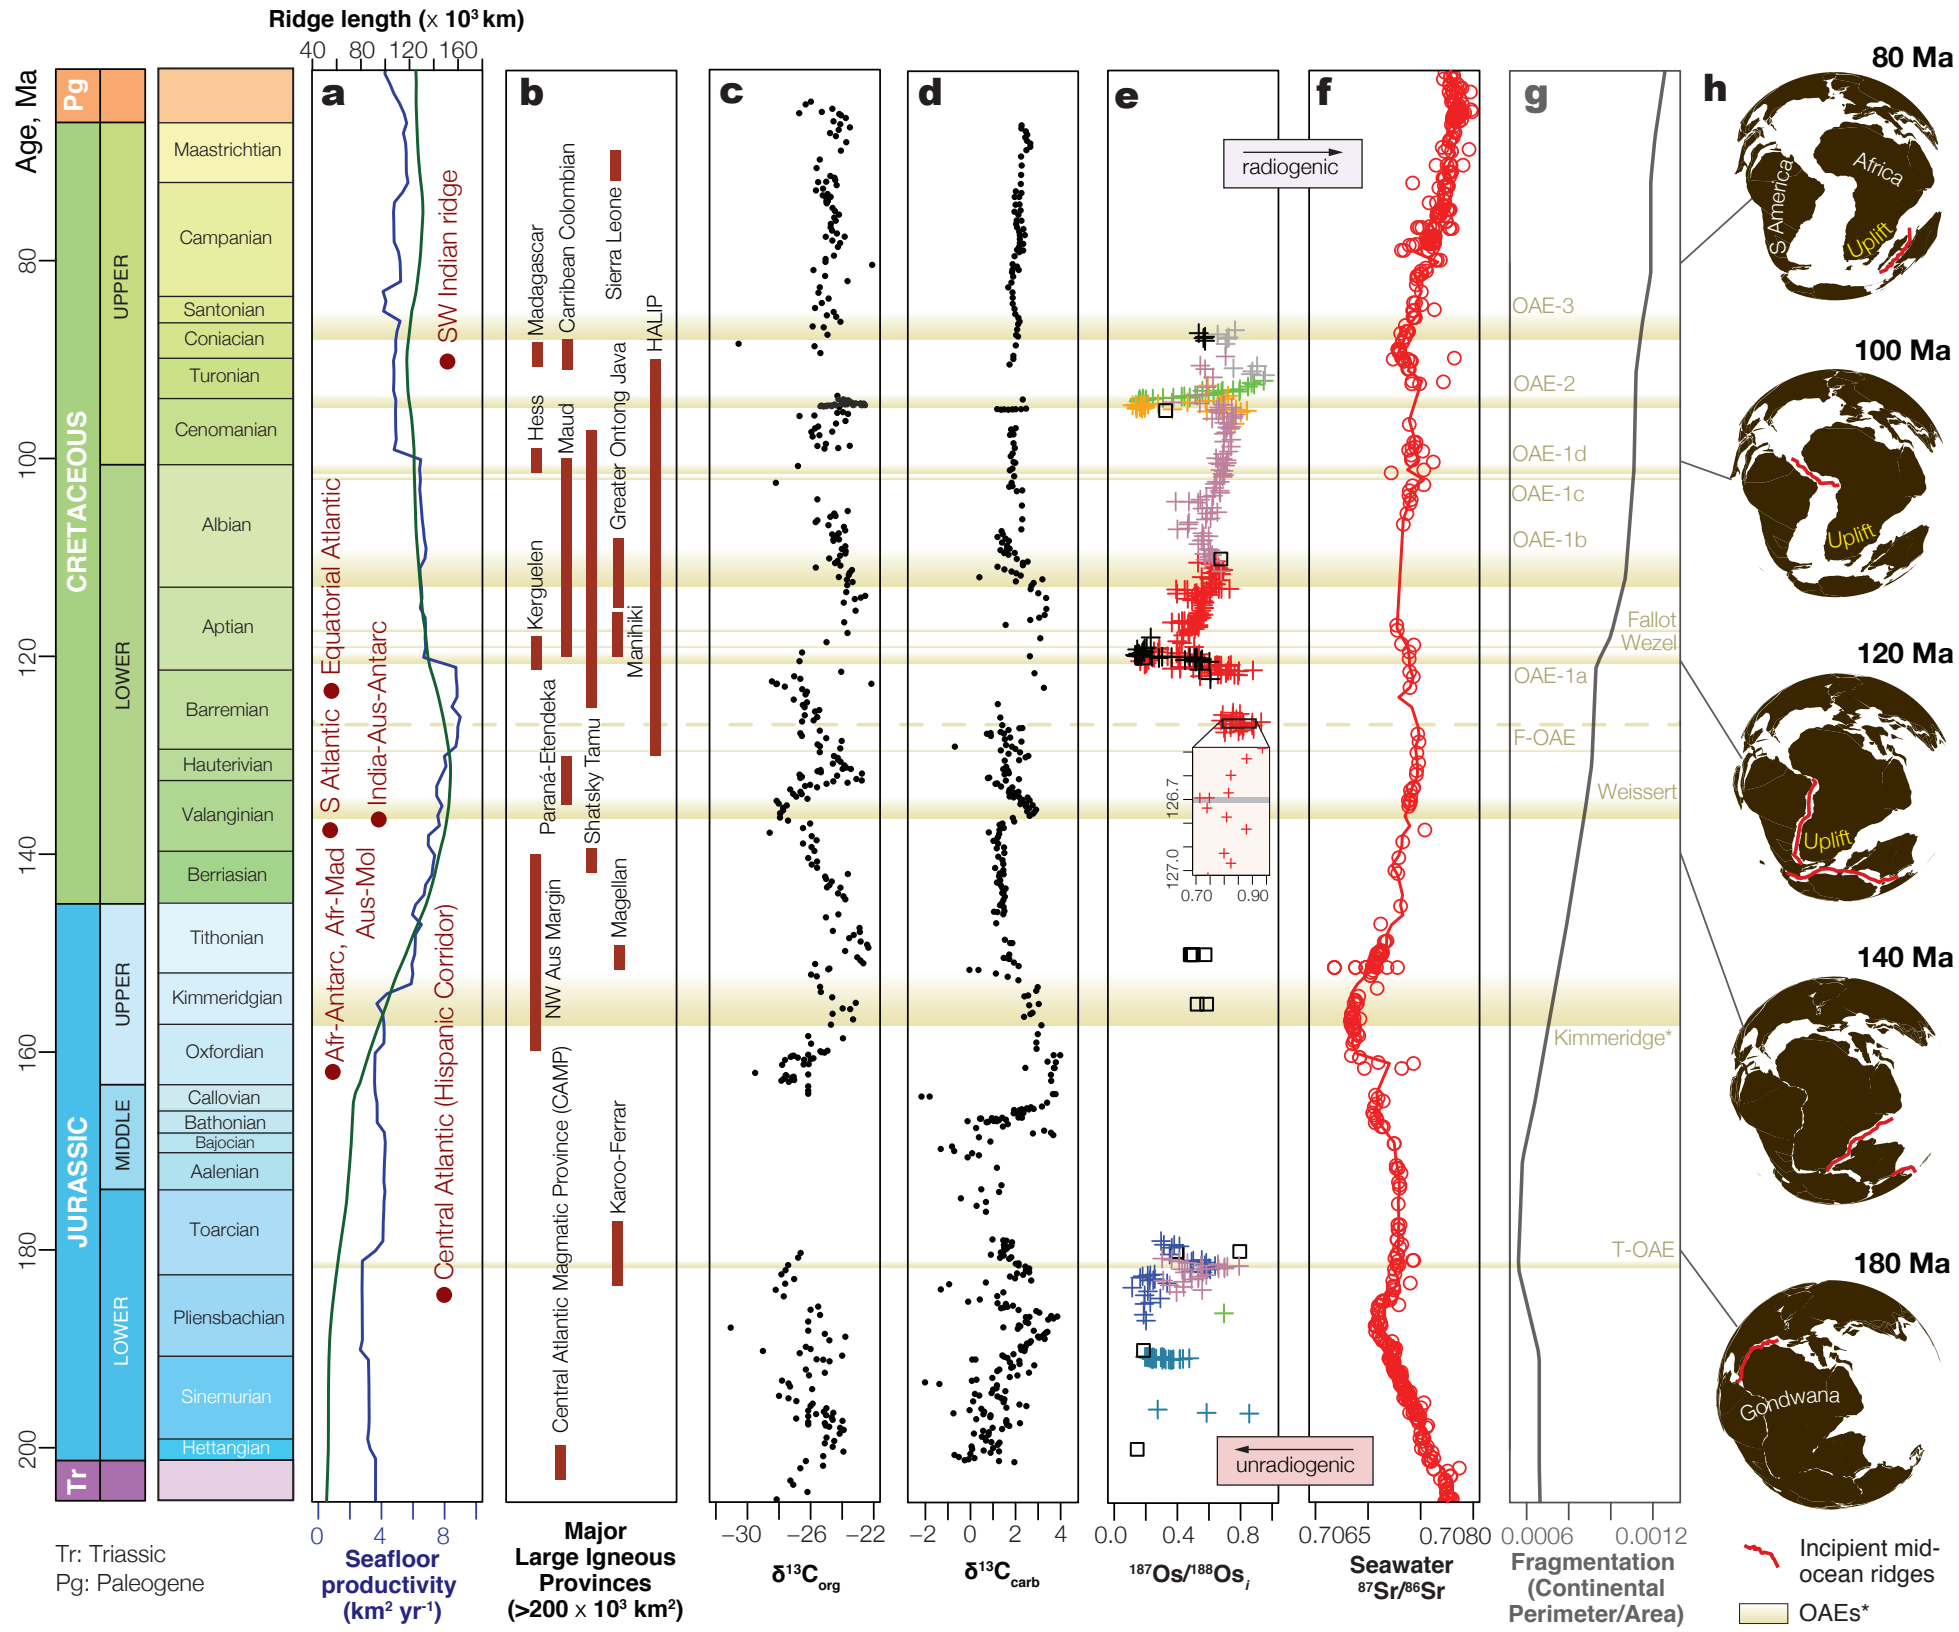 Ridge length (x 10³ km)
40 80 120 160
Age, Ma
80
100
120
140
160
180
200
Pg
CRETACEOUS
JURASSIC
Tr
UPPER
LOWER
UPPER
MIDDLE
LOWER
Maastrichtian
Campanian
Santonian
Coniacian
Turonian
Cenomanian
Albian
Aptian
Barremian
Hauterivian
Valanginian
Berriasian
Tithonian
Kimmeridgian
Oxfordian
Callovian
Bathonian
Bajocian
Aalenian
Toarcian
Pliensbachian
Sinemurian
Hettangian
Tr: Triassic
Pg: Paleogene
a
SW Indian ridge
Equatorial Atlantic
S Atlantic
India-Aus-Antarc
Afr-Antarc, Afr-Mad
Aus-Mol
Central Atlantic (Hispanic Corridor)
0 4 8
Seafloor
productivity
(km² yr⁻¹)
b
Madagascar
Carribean Colombian
Sierra Leone
HALIP
Hess
Maud
Greater Ontong Java
Kerguelen
Manihiki
Paraná-Etendeka
Shatsky Tamu
NW Aus Margin
Magellan
Central Atlantic Magmatic Province (CAMP)
Karoo-Ferrar
Major
Large Igneous
Provinces
(>200 x 10³ km²)
c
−30 −26 −22
δ¹³Corg
d
−2 0 2 4
δ¹³Ccarb
e
radiogenic
126.7
127.0
0.70 0.90
unradiogenic
0.0 0.4 0.8
¹⁸⁷Os/¹⁸⁸Osi
f
0.7065 0.7080
Seawater
⁸⁷Sr/⁸⁶Sr
g
OAE-3
OAE-2
OAE-1d
OAE-1c
OAE-1b
Fallot
Wezel
OAE-1a
F-OAE
Weissert
Kimmeridge*
T-OAE
0.0006 0.0012
Fragmentation
(Continental
Perimeter/Area)
h
80 Ma
S America
Africa
Uplift
100 Ma
Uplift
120 Ma
Uplift
140 Ma
180 Ma
Gondwana
Incipient mid-
ocean ridges
OAEs*